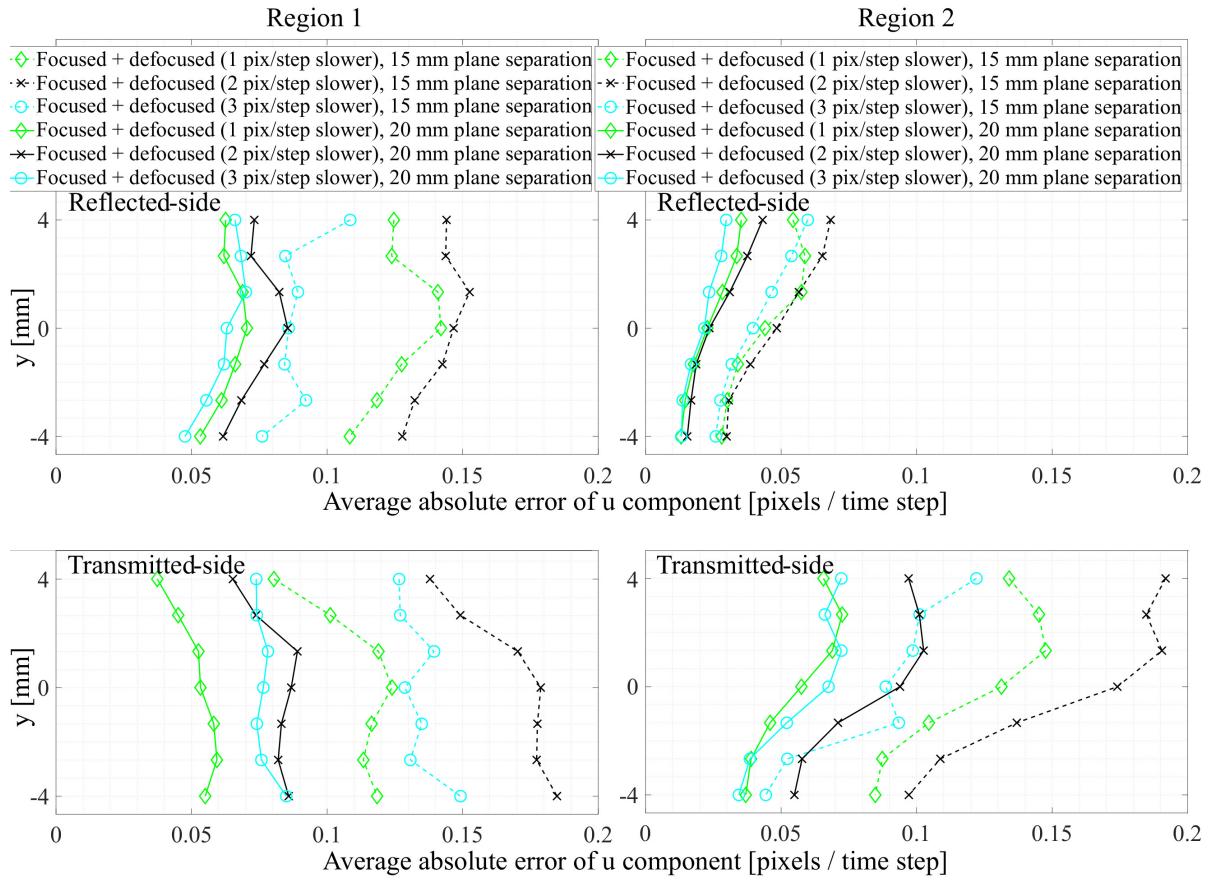 Region 1
Region 2
Focused + defocused (1 pix/step slower), 15 mm plane separation
Focused + defocused (2 pix/step slower), 15 mm plane separation
Focused + defocused (3 pix/step slower), 15 mm plane separation
Focused + defocused (1 pix/step slower), 20 mm plane separation
Focused + defocused (2 pix/step slower), 20 mm plane separation
Focused + defocused (3 pix/step slower), 20 mm plane separation
Focused + defocused (1 pix/step slower), 15 mm plane separation
Focused + defocused (2 pix/step slower), 15 mm plane separation
Focused + defocused (3 pix/step slower), 15 mm plane separation
Focused + defocused (1 pix/step slower), 20 mm plane separation
Focused + defocused (2 pix/step slower), 20 mm plane separation
Focused + defocused (3 pix/step slower), 20 mm plane separation
Reflected-side
Reflected-side
4
0
-4
y [mm]
4
0
-4
0 0.05 0.1 0.15 0.2
0 0.05 0.1 0.15 0.2
Average absolute error of u component [pixels / time step]
Transmitted-side
Transmitted-side
4
0
-4
y [mm]
4
0
-4
0 0.05 0.1 0.15 0.2
0 0.05 0.1 0.15 0.2
Average absolute error of u component [pixels / time step]